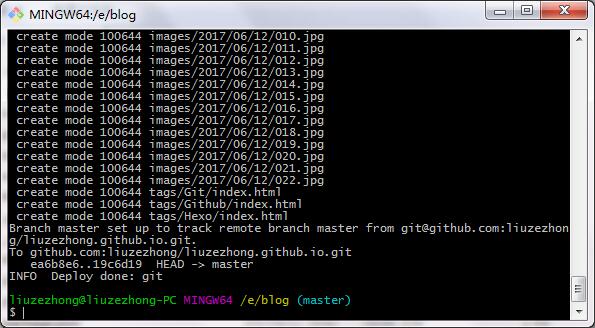 MINGW64:/e/blog
create mode 100644 images/2017/06/12/010.jpg
create mode 100644 images/2017/06/12/011.jpg
create mode 100644 images/2017/06/12/012.jpg
create mode 100644 images/2017/06/12/013.jpg
create mode 100644 images/2017/06/12/014.jpg
create mode 100644 images/2017/06/12/015.jpg
create mode 100644 images/2017/06/12/016.jpg
create mode 100644 images/2017/06/12/017.jpg
create mode 100644 images/2017/06/12/018.jpg
create mode 100644 images/2017/06/12/019.jpg
create mode 100644 images/2017/06/12/020.jpg
create mode 100644 images/2017/06/12/021.jpg
create mode 100644 images/2017/06/12/022.jpg
create mode 100644 tags/Git/index.html
create mode 100644 tags/Github/index.html
create mode 100644 tags/Hexo/index.html
Branch master set up to track remote branch master from git@github.com:liuzezhon
g/liuzezhong.github.io.git.
To github.com:liuzezhong/liuzezhong.github.io.git
ea6b8e6..19c6d19  HEAD -> master
INFO  Deploy done: git
liuzezhong@liuzezhong-PC MINGW64 /e/blog (master)
$